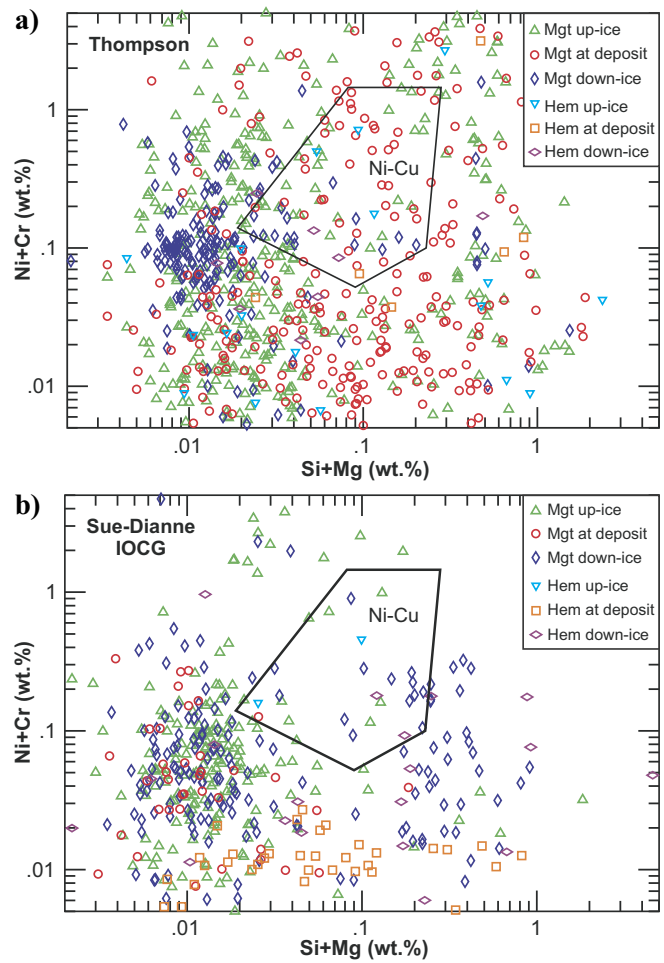 a)
Thompson
Mgt up-ice
Mgt at deposit
Mgt down-ice
Hem up-ice
Hem at deposit
Hem down-ice
Ni-Cu
Ni+Cr (wt.%)
1
0.1
.01
.01
.1
1
Si+Mg (wt.%)
b)
Sue-Dianne
IOCG
Mgt up-ice
Mgt at deposit
Mgt down-ice
Hem up-ice
Hem at deposit
Hem down-ice
Ni-Cu
Ni+Cr (wt.%)
1
0.1
.01
.01
.1
1
Si+Mg (wt.%)